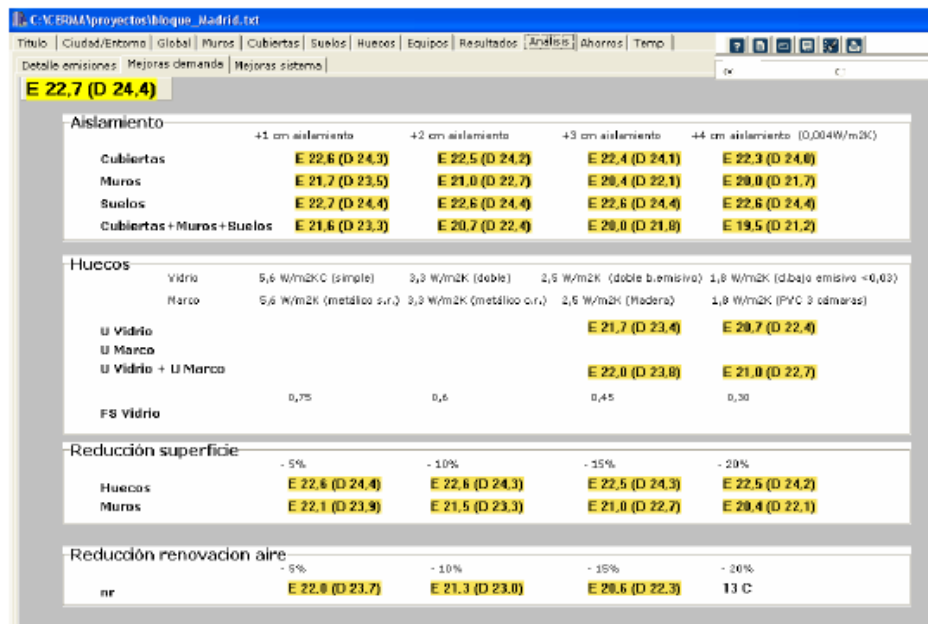 C:\CERMA\proyectos\bloque_Madrid.txt
Titulo Ciudad/Entorno Global Muros Cubiertas Suelos Huecos Equipos Resultados Análisis Ahorros Temp
Detalle emisiones Mejoras demanda Mejoras sistema
E 22,7 (D 24,4)
Aislamiento
+1 cm aislamiento +2 cm aislamiento +3 cm aislamiento +4 cm aislamiento (0,004W/m2K)
Cubiertas E 22,6 (D 24,3) E 22,5 (D 24,2) E 22,4 (D 24,1) E 22,3 (D 24,0)
Muros E 21,7 (D 23,5) E 21,0 (D 22,7) E 20,4 (D 22,1) E 20,0 (D 21,7)
Suelos E 22,7 (D 24,4) E 22,6 (D 24,4) E 22,6 (D 24,4) E 22,6 (D 24,4)
Cubiertas+Muros+Suelos E 21,6 (D 23,3) E 20,7 (D 22,4) E 20,0 (D 21,8) E 19,5 (D 21,2)
Huecos
Vidrio 5,6 W/m2KC (simple) 3,3 W/m2K (doble) 2,5 W/m2K (doble b.emisivo) 1,8 W/m2K (d.bajo emisivo <0,03)
Marco 5,6 W/m2K (metálico s.r.) 3,3 W/m2K (metálico c.r.) 2,5 W/m2K (Madera) 1,8 W/m2K (PVC 3 cámaras)
U Vidrio E 21,7 (D 23,4) E 20,7 (D 22,4)
U Marco
U Vidrio + U Marco E 22,0 (D 23,8) E 21,0 (D 22,7)
0,75 0,6 0,45 0,30
FS Vidrio
Reducción superficie
- 5% - 10% - 15% - 20%
Huecos E 22,6 (D 24,4) E 22,6 (D 24,3) E 22,5 (D 24,3) E 22,5 (D 24,2)
Muros E 22,1 (D 23,9) E 21,5 (D 23,3) E 21,0 (D 22,7) E 20,4 (D 22,1)
Reducción renovacion aire
- 5% - 10% - 15% - 20%
nr E 22,0 (D 23,7) E 21,3 (D 23,0) E 20,6 (D 22,3) 13 C